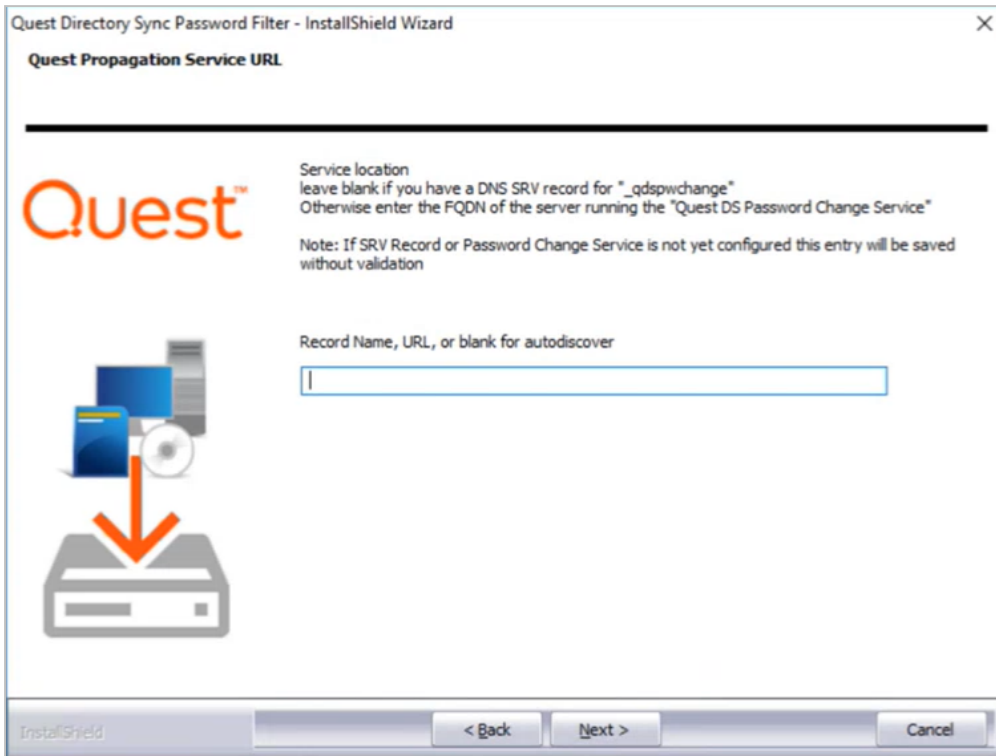 Quest Directory Sync Password Filter - InstallShield Wizard
Quest Propagation Service URL
Quest™
Service location
leave blank if you have a DNS SRV record for "_qdspwchange"
Otherwise enter the FQDN of the server running the "Quest DS Password Change Service"
Note: If SRV Record or Password Change Service is not yet configured this entry will be saved
without validation
Record Name, URL, or blank for autodiscover
InstallShield
< Back
Next >
Cancel